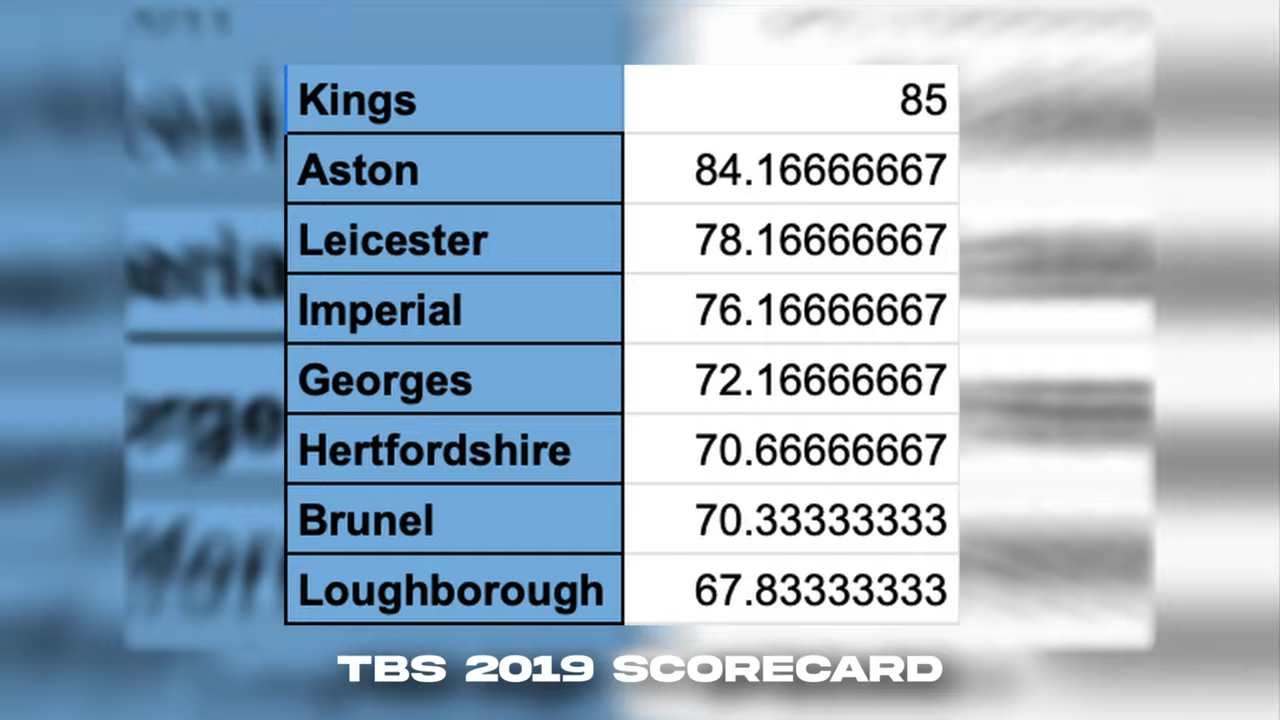 Kings 85
Aston 84.16666667
Leicester 78.16666667
Imperial 76.16666667
Georges 72.16666667
Hertfordshire 70.66666667
Brunel 70.33333333
Loughborough 67.83333333
TBS 2019 SCORECARD